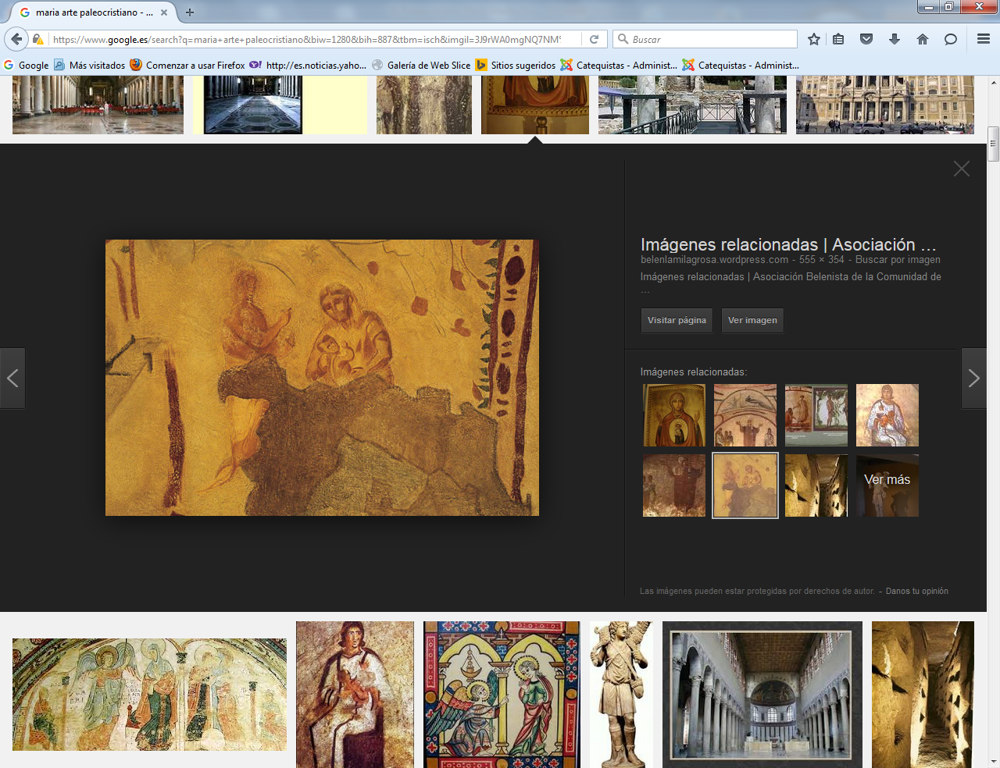 maria arte paleocristiano - ...
https://www.google.es/search?q=maria+arte+paleocristiano&biw=1280&bih=887&tbm=isch&imgil=3J9rWA0mgNQ7NM%
Buscar
Google Más visitados Comenzar a usar Firefox http://es.noticias.yaho... Galería de Web Slice Sitios sugeridos Catequistas - Administ... Catequistas - Administ...
Imágenes relacionadas | Asociación ...
belenlamilagrosa.wordpress.com - 555 × 354 - Buscar por imagen
Imágenes relacionadas | Asociación Belenista de la Comunidad de
...
Visitar página Ver imagen
Imágenes relacionadas:
Ver más
Las imágenes pueden estar protegidas por derechos de autor. - Danos tu opinión